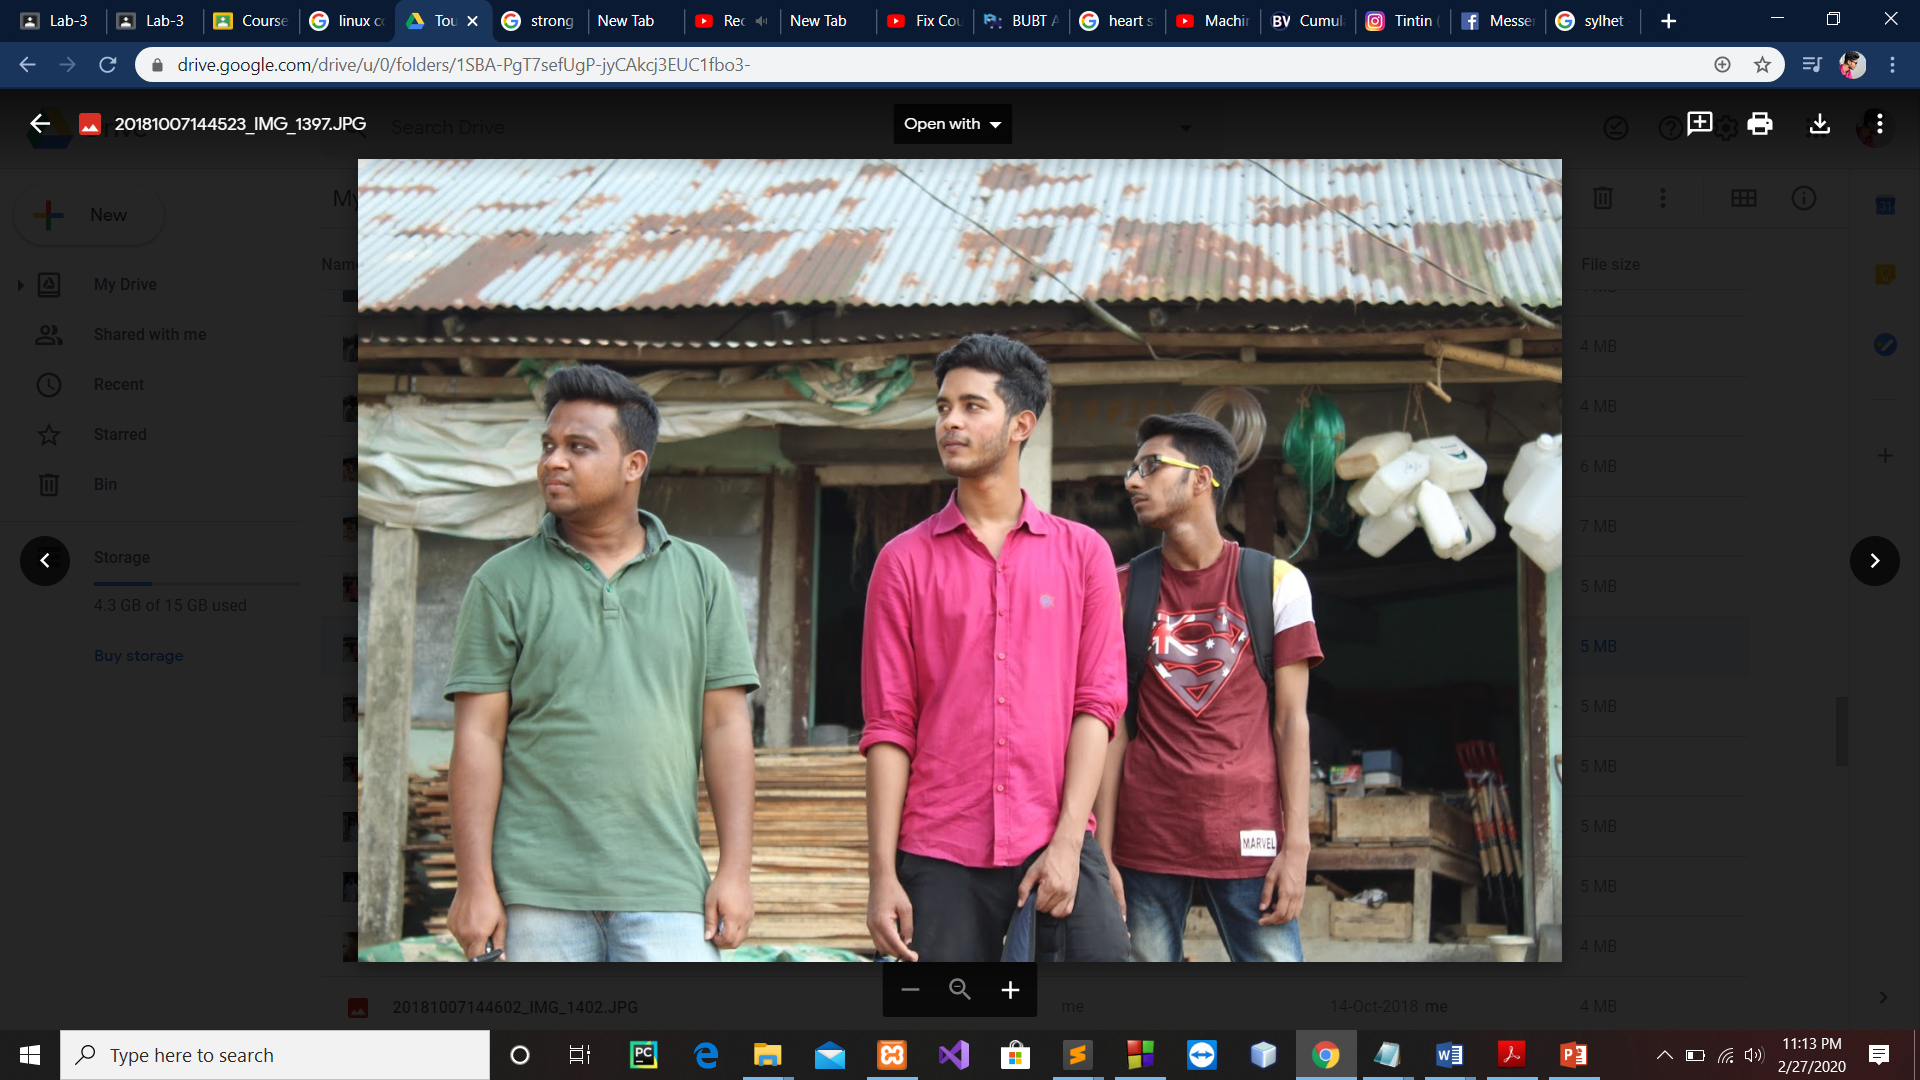 Lab-3
Lab-3
Course
linux co
Tou
strong
New Tab
Rec
New Tab
Fix Cou
BUBT A
heart s
Machin
Cumul
Tintin (
Messen
sylhet
drive.google.com/drive/u/0/folders/1SBA-PgT7sefUgP-jyCAkcj3EUC1fbo3-
20181007144523_IMG_1397.JPG
Search Drive
Open with
New
My
Name
File size
My Drive
Shared with me
Recent
Starred
Bin
Storage
4.3 GB of 15 GB used
Buy storage
4 MB
4 MB
6 MB
7 MB
5 MB
5 MB
5 MB
5 MB
5 MB
5 MB
4 MB
MARVEL
20181007144602_IMG_1402.JPG
me
14-Oct-2018 me
4 MB
Type here to search
11:13 PM
2/27/2020